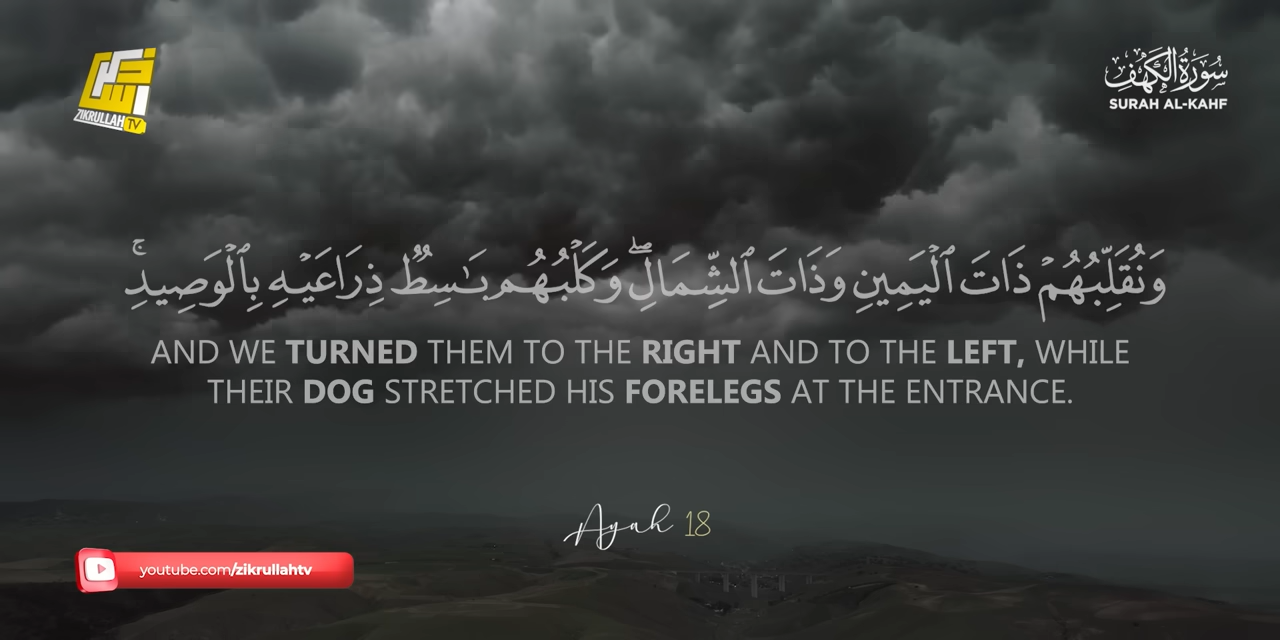 ذكر الله
ZIKRULLAH TV
سُورَةُ الكَهْفِ
SURAH AL-KAHF
وَنُقَلِّبُهُمْ ذَاتَ ٱلْيَمِينِ وَذَاتَ ٱلشِّمَالِۖ وَكَلْبُهُم بَـٰسِطٌ ذِرَاعَيْهِ بِٱلْوَصِيدِۚ
AND WE TURNED THEM TO THE RIGHT AND TO THE LEFT, WHILE
THEIR DOG STRETCHED HIS FORELEGS AT THE ENTRANCE.
Ayah 18
youtube.com/zikrullahtv